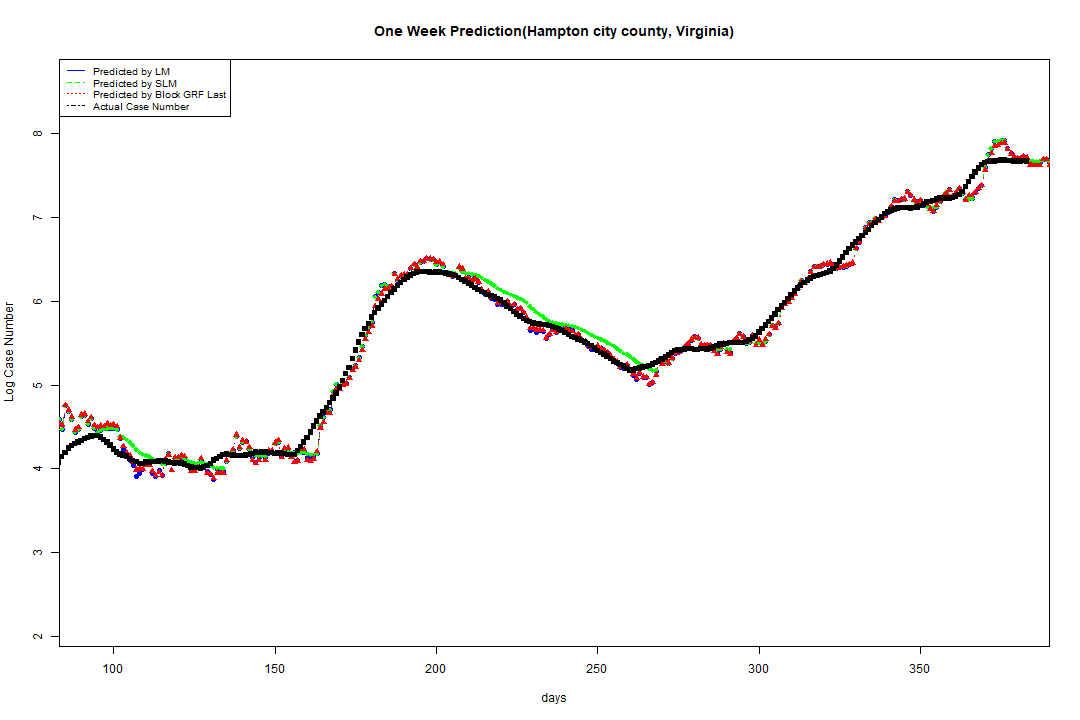 One Week Prediction(Hampton city county, Virginia)
Predicted by LM
Predicted by SLM
Predicted by Block GRF Last
Actual Case Number
Log Case Number
8
7
6
5
4
3
2
100 150 200 250 300 350
days